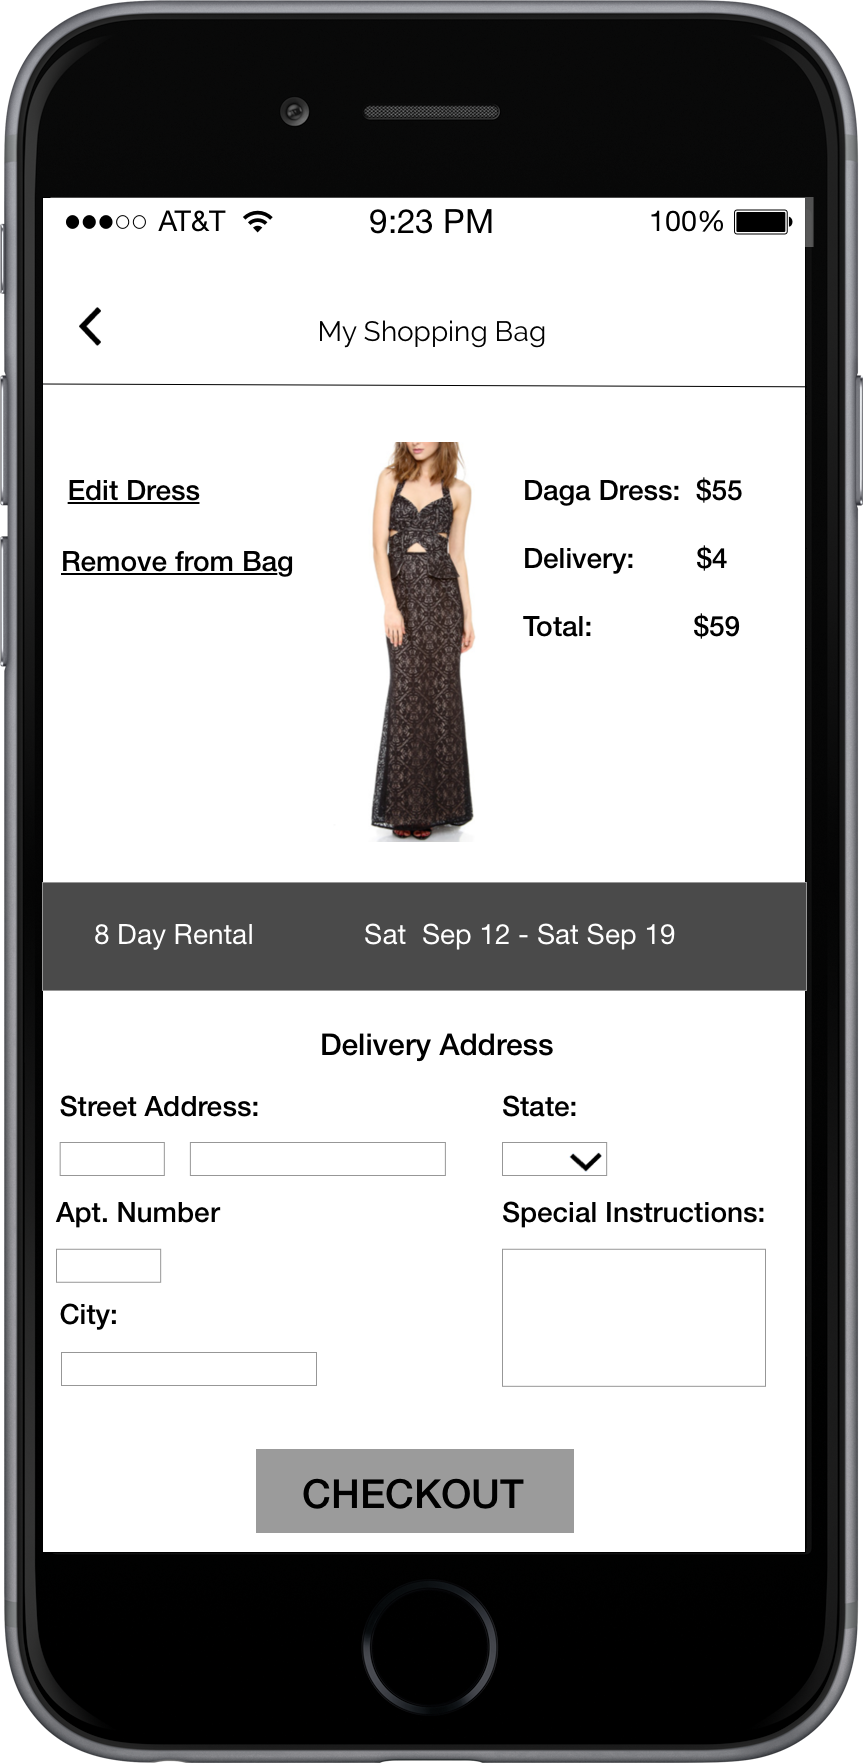 AT&T 9:23 PM 100%
My Shopping Bag
Edit Dress
Remove from Bag
Daga Dress: $55
Delivery: $4
Total: $59
8 Day Rental Sat Sep 12 - Sat Sep 19
Delivery Address
Street Address:
State:
Apt. Number
Special Instructions:
City:
CHECKOUT